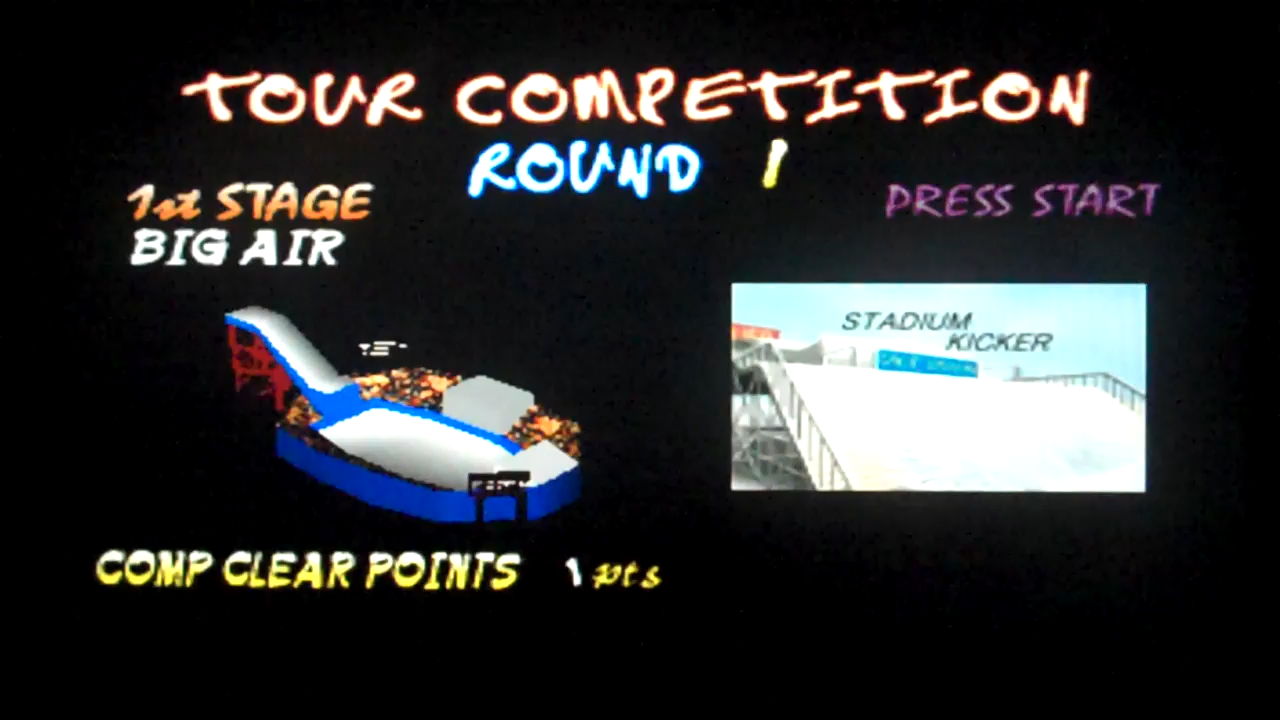 TOUR COMPETITION
ROUND 1
1st STAGE
BIG AIR
PRESS START
STADIUM
KICKER
COMP CLEAR POINTS 1 pts